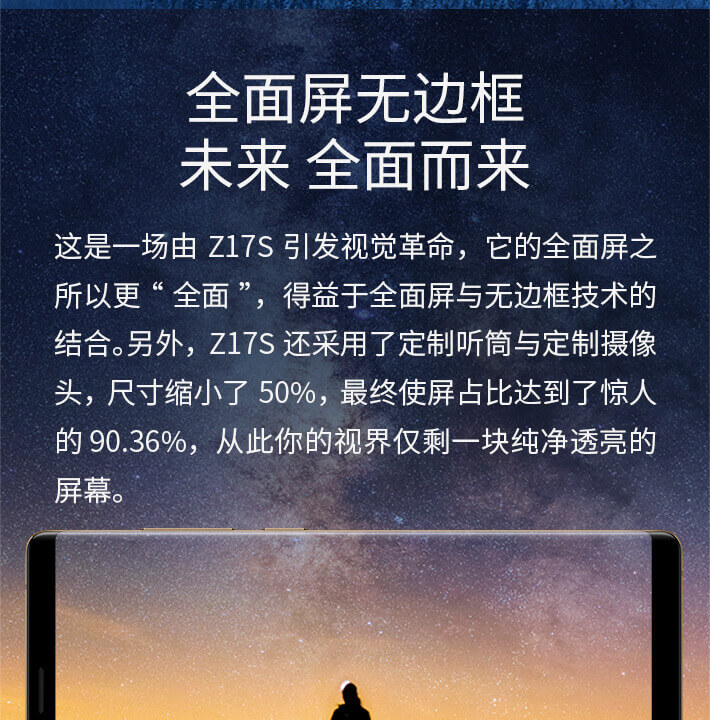 全面屏无边框
未来 全面而来
这是一场由 Z17S 引发视觉革命，它的全面屏之
所以更 “ 全面 ”，得益于全面屏与无边框技术的
结合。另外，Z17S 还采用了定制听筒与定制摄像
头，尺寸缩小了 50%，最终使屏占比达到了惊人
的 90.36%，从此你的视界仅剩一块纯净透亮的
屏幕。